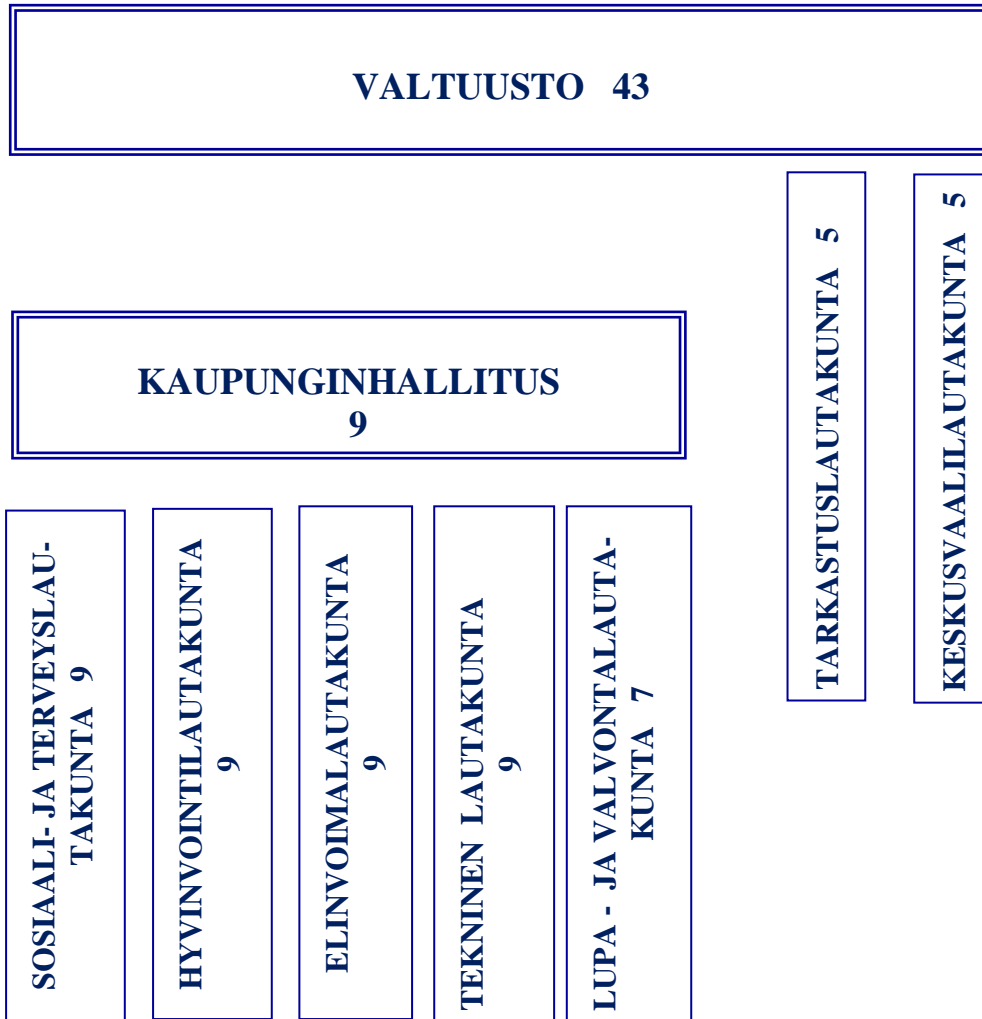 VALTUUSTO 43
TARKASTUSLAUTAKUNTA 5
KESKUSVAALILAUTAKUNTA 5
KAUPUNGINHALLITUS
9
SOSIAALI- JA TERVEYSLAU-
TAKUNTA 9
HYVINVOINTILAUTAKUNTA
9
ELINVOIMALAUTAKUNTA
9
TEKNINEN LAUTAKUNTA
9
LUPA - JA VALVONTALAUTA-
KUNTA 7